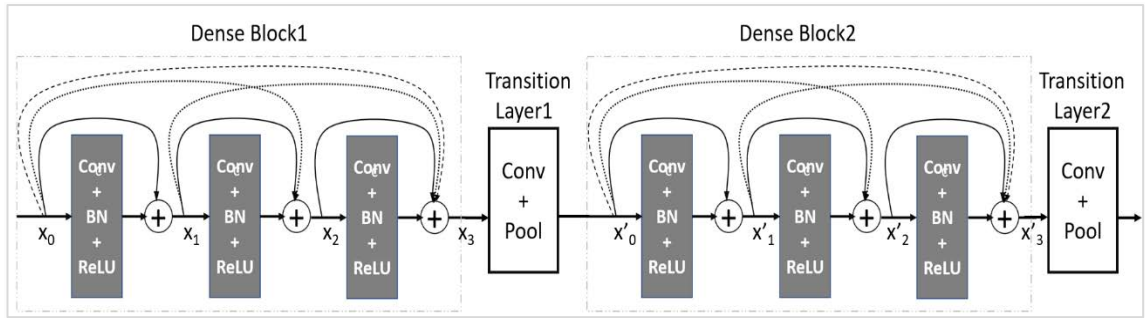 Dense Block1
Dense Block2
Transition
Layer1
Transition
Layer2
Conv
+
BN
+
ReLU
Conv
+
BN
+
ReLU
Conv
+
BN
+
ReLU
Conv
+
Pool
Conv
+
BN
+
ReLU
Conv
+
BN
+
ReLU
Conv
+
BN
+
ReLU
Conv
+
Pool
+
+
+
+
+
+
x₀
x₁
x₂
x₃
x'₀
x'₁
x'₂
x'₃